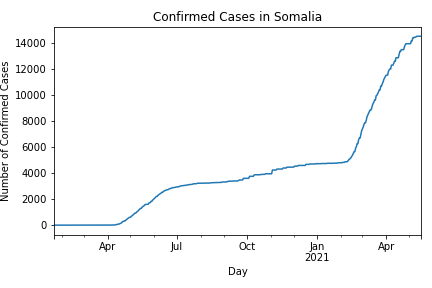 Confirmed Cases in Somalia
Number of Confirmed Cases
14000
12000
10000
8000
6000
4000
2000
0
Apr
Jul
Oct
Jan
2021
Apr
Day